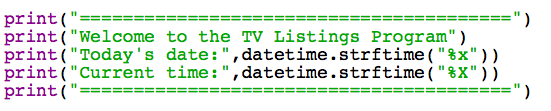 print("========================================")
print("Welcome to the TV Listings Program")
print("Today's date:",datetime.strftime("%x"))
print("Current time:",datetime.strftime("%X"))
print("========================================")